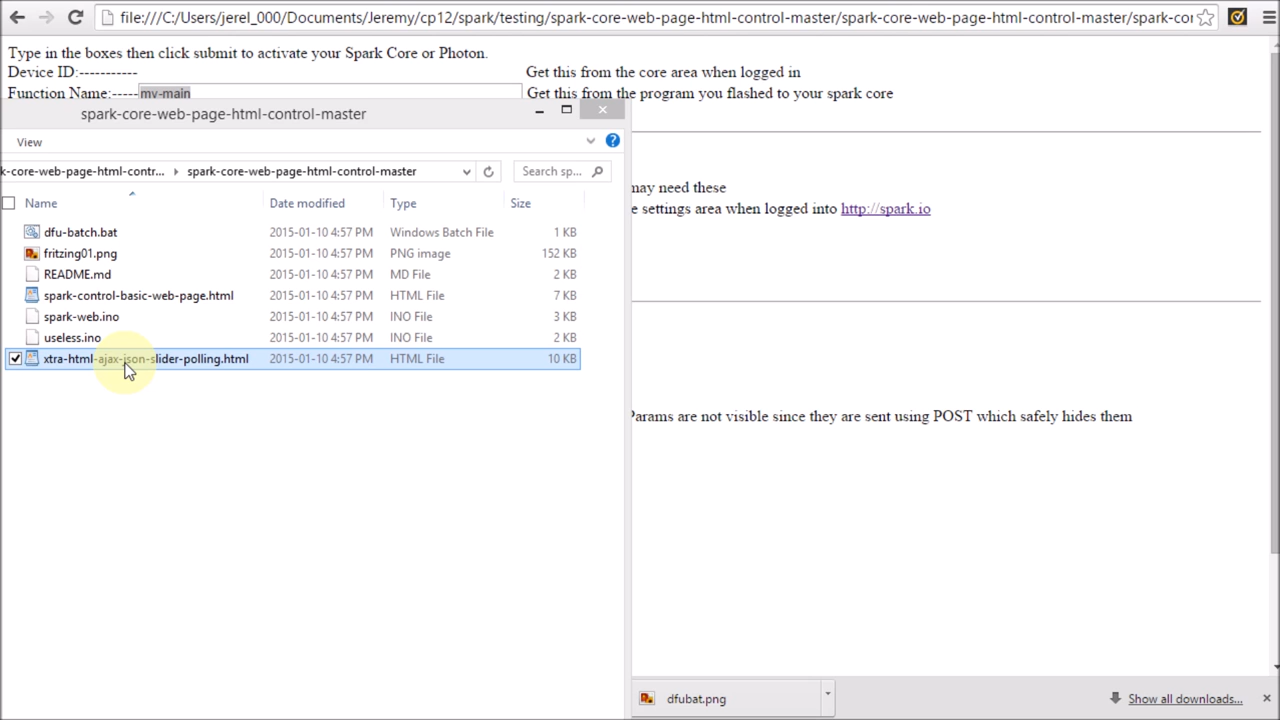 file:///C:/Users/jerel_000/Documents/Jeremy/cp12/spark/testing/spark-core-web-page-html-control-master/spark-core-web-page-html-control-master/spark-cor
Type in the boxes then click submit to activate your Spark Core or Photon.
Device ID:----------- Get this from the core area when logged in
Function Name:-----my-main Get this from the program you flashed to your spark core
spark-core-web-page-html-control-master
View
k-core-web-page-html-contr... spark-core-web-page-html-control-master Search sp...
may need these
e settings area when logged into http://spark.io
Name Date modified Type Size
dfu-batch.bat 2015-01-10 4:57 PM Windows Batch File 1 KB
fritzing01.png 2015-01-10 4:57 PM PNG image 152 KB
README.md 2015-01-10 4:57 PM MD File 2 KB
spark-control-basic-web-page.html 2015-01-10 4:57 PM HTML File 7 KB
spark-web.ino 2015-01-10 4:57 PM INO File 3 KB
useless.ino 2015-01-10 4:57 PM INO File 2 KB
xtra-html-ajax-json-slider-polling.html 2015-01-10 4:57 PM HTML File 10 KB
Params are not visible since they are sent using POST which safely hides them
dfubat.png Show all downloads...